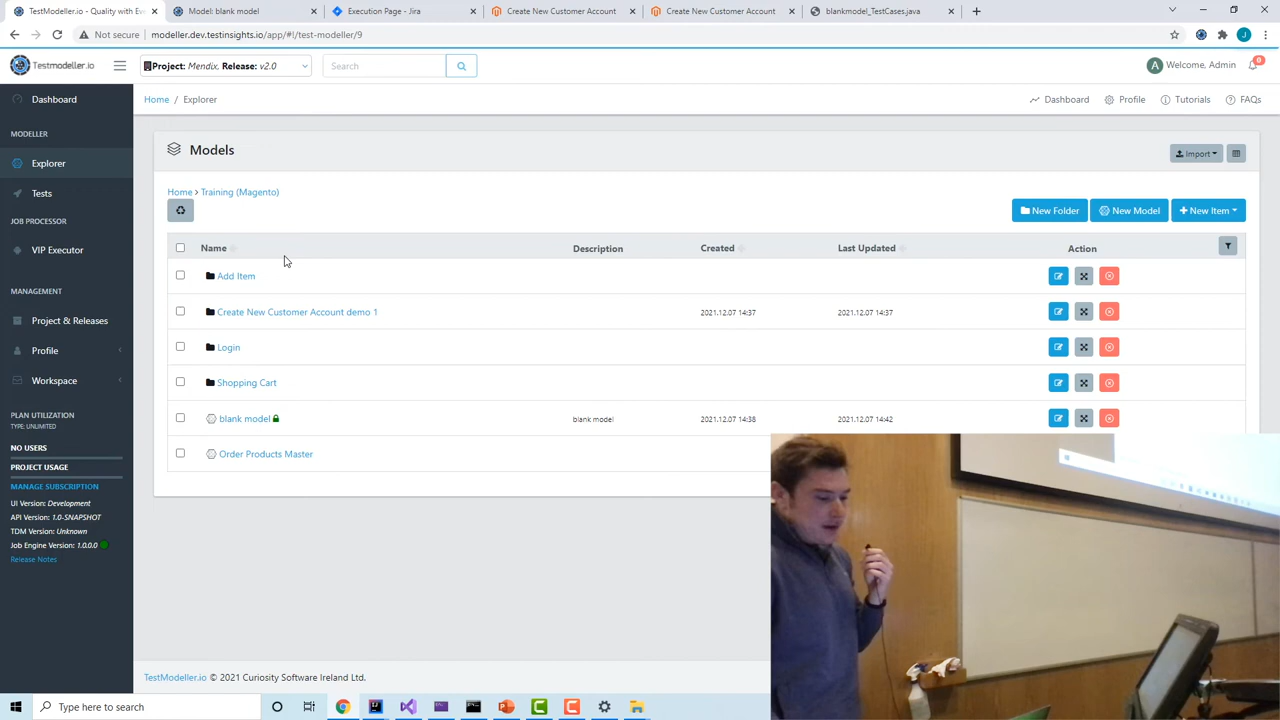 TestModeller.io - Quality with Ev
Model: blank model
Execution Page - Jira
Create New Customer Account
Create New Customer Account
blankmodel_TestCases.java
Not secure
modeller.dev.testinsights.io/app/#!/test-modeller/9
J
Testmodeller.io
Project: Mendix, Release: v2.0
Search
A
Welcome, Admin
0
Dashboard
Home / Explorer
Dashboard
Profile
Tutorials
FAQs
MODELLER
Explorer
Models
Import
Tests
Home > Training (Magento)
New Folder
New Model
New Item
JOB PROCESSOR
VIP Executor
Name
Description
Created
Last Updated
Action
Add Item
MANAGEMENT
Project & Releases
Create New Customer Account demo 1
2021.12.07 14:37
2021.12.07 14:37
Profile
Login
Workspace
Shopping Cart
PLAN UTILIZATION
TYPE: UNLIMITED
blank model
blank model
2021.12.07 14:38
2021.12.07 14:42
NO USERS
Order Products Master
PROJECT USAGE
MANAGE SUBSCRIPTION
UI Version: Development
API Version: 1.0-SNAPSHOT
TDM Version: Unknown
Job Engine Version: 1.0.0.0
Release Notes
TestModeller.io © 2021 Curiosity Software Ireland Ltd.
Type here to search